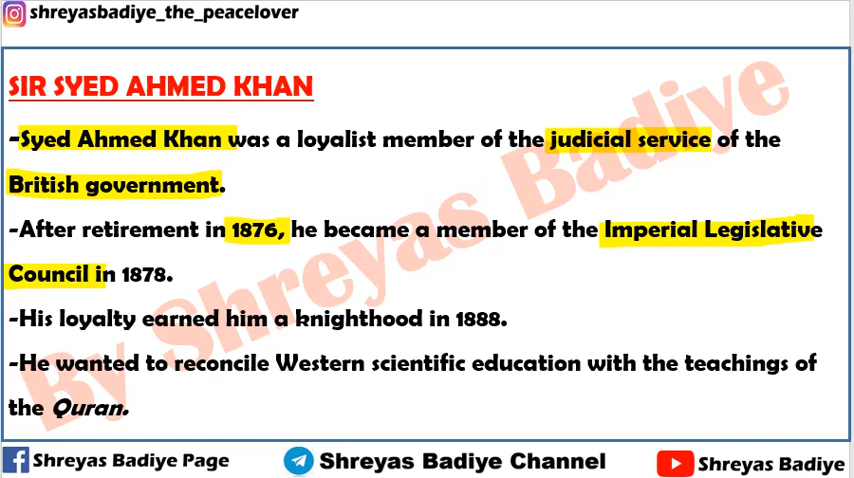 shreyasbadiye_the_peacelover
SIR SYED AHMED KHAN
-Syed Ahmed Khan was a loyalist member of the judicial service of the
British government.
-After retirement in 1876, he became a member of the Imperial Legislative
Council in 1878.
-His loyalty earned him a knighthood in 1888.
-He wanted to reconcile Western scientific education with the teachings of
the Quran.
By Shreyas Badiye
Shreyas Badiye Page
Shreyas Badiye Channel
Shreyas Badiye